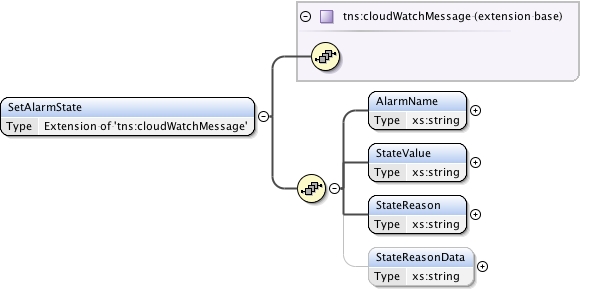 tns:cloudWatchMessage (extension base)
SetAlarmState
Type Extension of 'tns:cloudWatchMessage'
AlarmName
Type xs:string
StateValue
Type xs:string
StateReason
Type xs:string
StateReasonData
Type xs:string